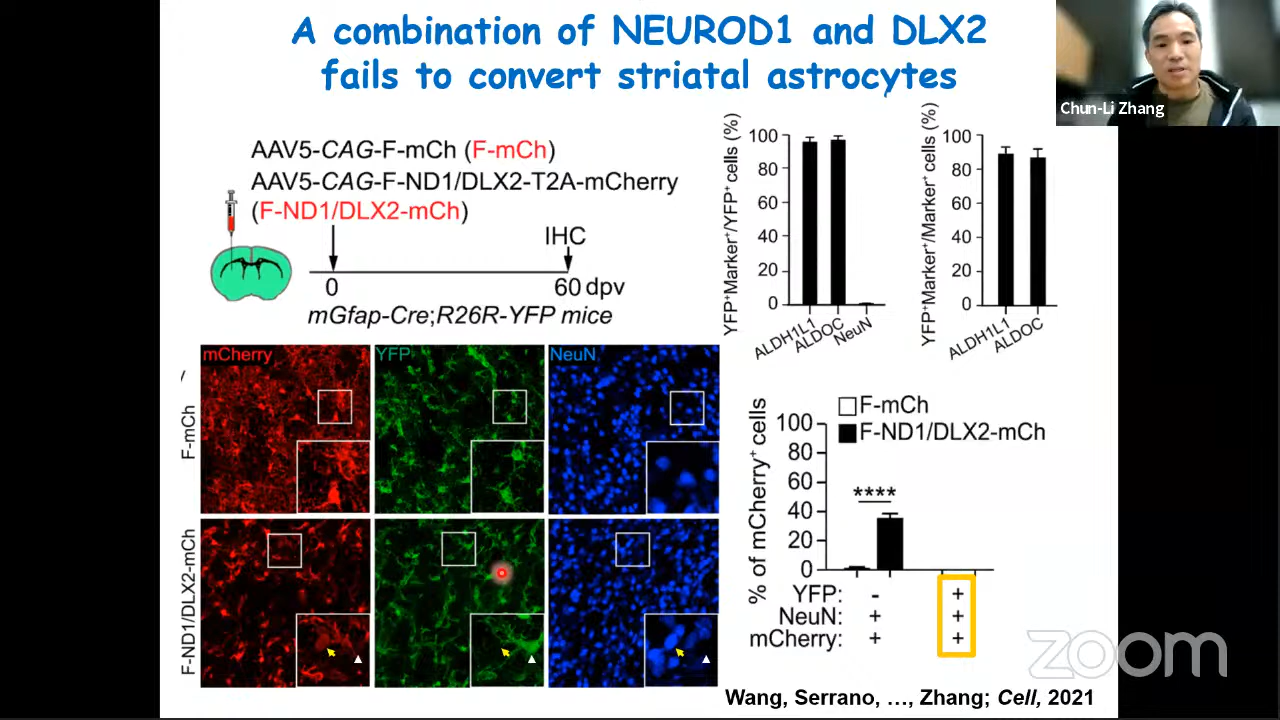 A combination of NEUROD1 and DLX2
fails to convert striatal astrocytes
Chun-Li Zhang
AAV5-CAG-F-mCh (F-mCh)
AAV5-CAG-F-ND1/DLX2-T2A-mCherry
(F-ND1/DLX2-mCh)
IHC
0
60 dpv
mGfap-Cre;R26R-YFP mice
YFP⁺Marker⁺/YFP⁺ cells (%)
100
80
60
40
20
0
ALDH1L1
ALDOC
NeuN
YFP⁺Marker⁺/Marker⁺ cells (%)
100
80
60
40
20
0
ALDH1L1
ALDOC
mCherry
YFP
NeuN
F-mCh
F-ND1/DLX2-mCh
% of mCherry⁺ cells
100
80
60
40
20
0
F-mCh
F-ND1/DLX2-mCh
****
YFP: - +
NeuN: + +
mCherry: + +
zoom
Wang, Serrano, …, Zhang; Cell, 2021